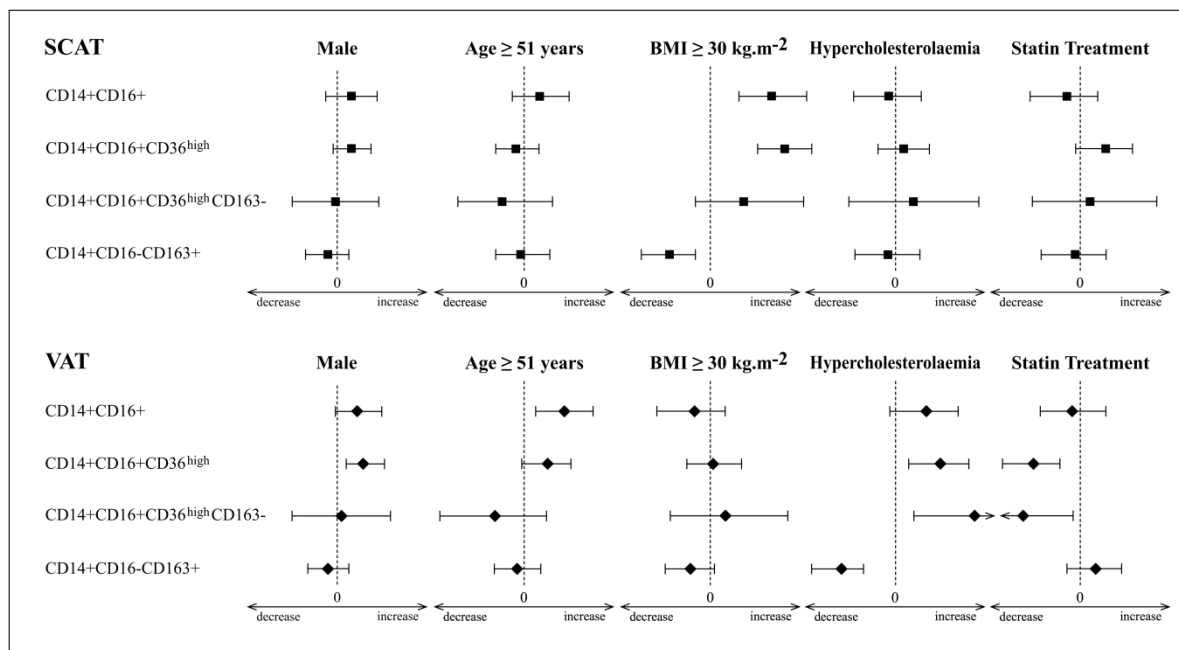 SCAT
Male Age ≥ 51 years BMI ≥ 30 kg.m-2 Hypercholesterolaemia Statin Treatment
CD14+CD16+
CD14+CD16+CD36high
CD14+CD16+CD36highCD163-
CD14+CD16-CD163+
0 0 0 0 0
decrease increase decrease increase decrease increase decrease increase decrease increase
VAT
Male Age ≥ 51 years BMI ≥ 30 kg.m-2 Hypercholesterolaemia Statin Treatment
CD14+CD16+
CD14+CD16+CD36high
CD14+CD16+CD36highCD163-
CD14+CD16-CD163+
0 0 0 0 0
decrease increase decrease increase decrease increase decrease increase decrease increase